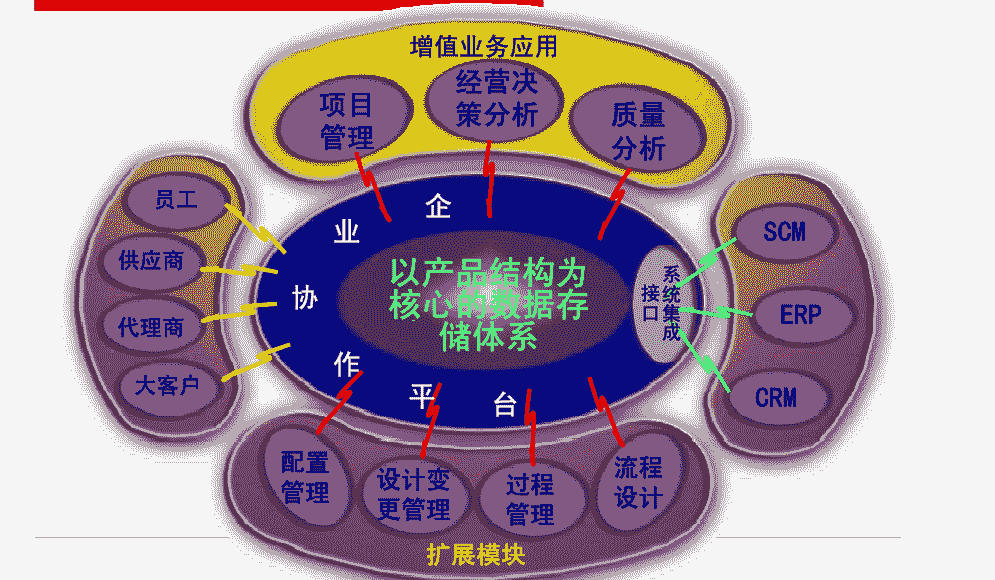 增值业务应用
项目
管理
经营决
策分析
质量
分析
员工
供应商
代理商
大客户
企
业
协
作
平
台
以产品结构为
核心的数据存
储体系
系统集成
接口
SCM
ERP
CRM
配置
管理
设计变
更管理
过程
管理
流程
设计
扩展模块